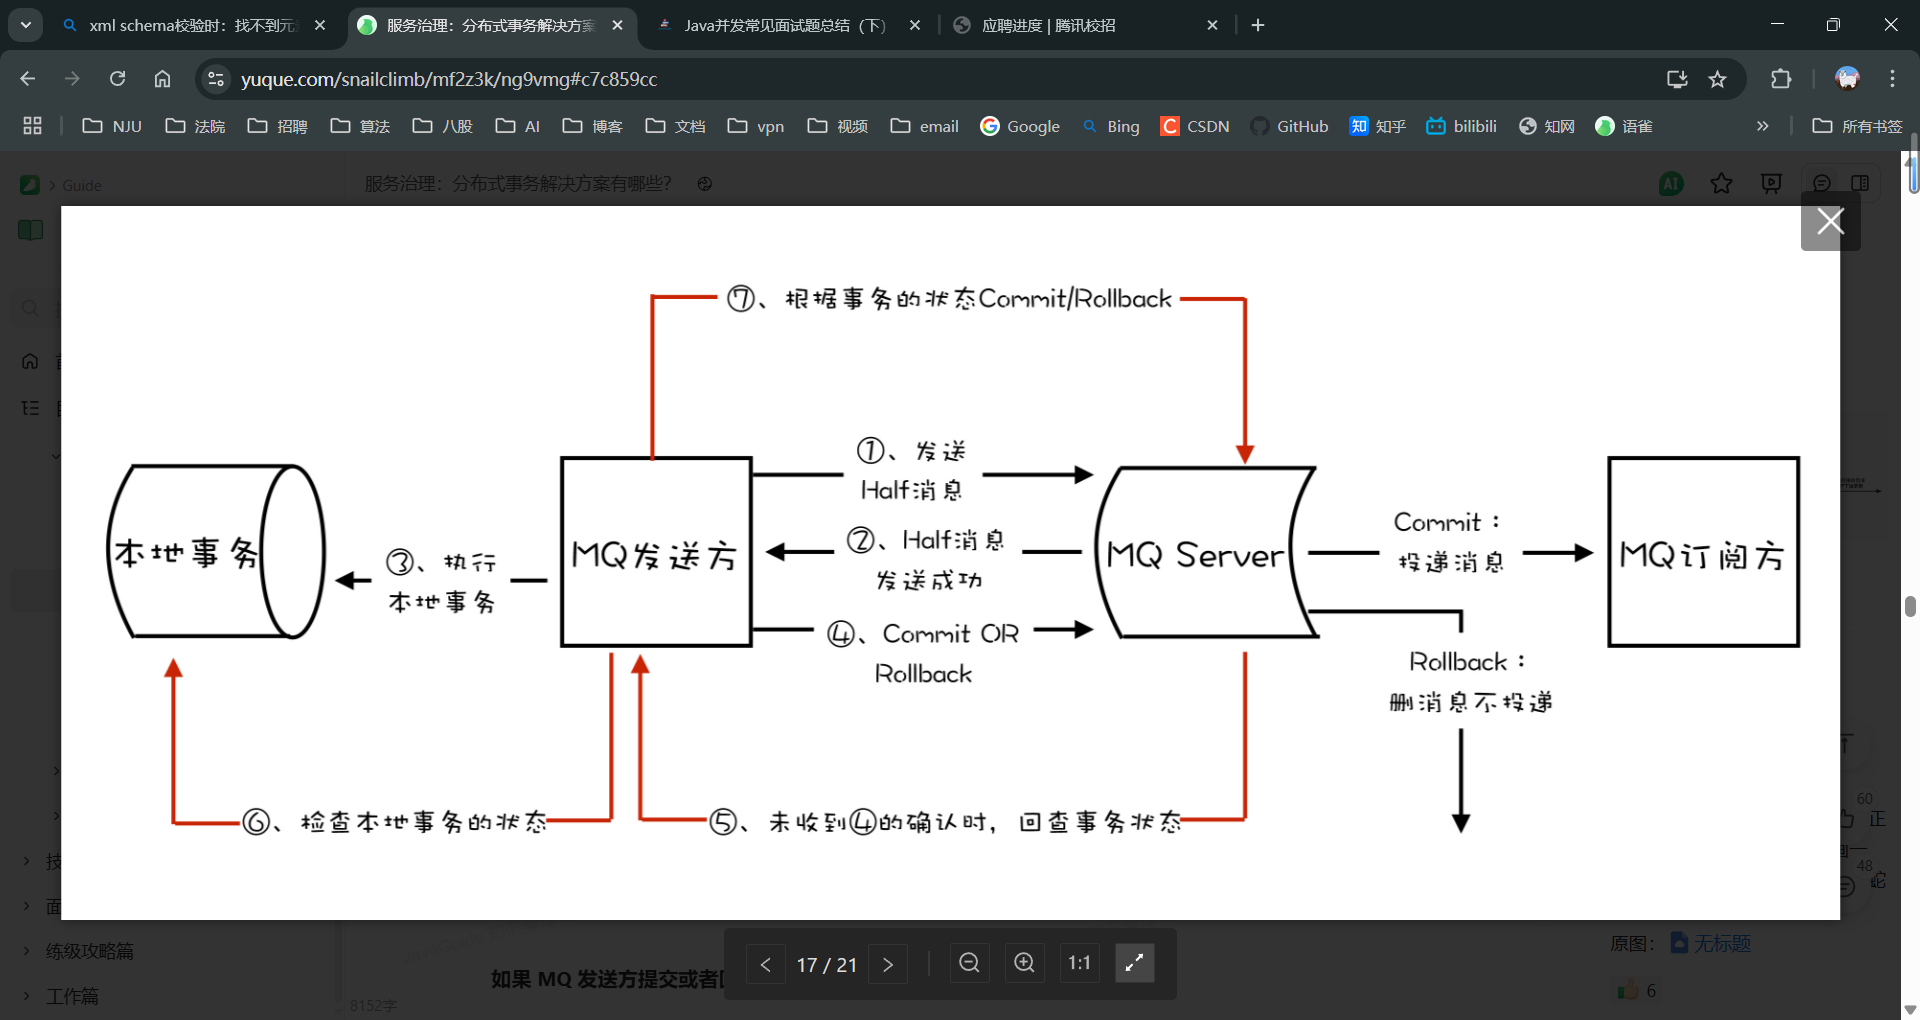 xml schema校验时：找不到元
服务治理：分布式事务解决方案
Java并发常见面试题总结（下）
应聘进度 | 腾讯校招
yuque.com/snailclimb/mf2z3k/ng9vmg#c7c859cc
NJU
法院
招聘
算法
八股
AI
博客
文档
vpn
视频
email
Google
Bing
CSDN
GitHub
知乎
bilibili
知网
语雀
所有书签
Guide
服务治理：分布式事务解决方案有哪些？
AI
⑦、根据事务的状态Commit/Rollback
①、发送
Half消息
②、Half消息
发送成功
③、执行
本地事务
④、Commit OR
Rollback
本地事务
MQ发送方
MQ Server
Commit：
投递消息
MQ订阅方
Rollback：
删消息不投递
⑥、检查本地事务的状态
⑤、未收到④的确认时，回查事务状态
60
正
48
技
面
练级攻略篇
工作篇
原图：
无标题
如果 MQ 发送方提交或者
17 / 21
1:1
8152字
6